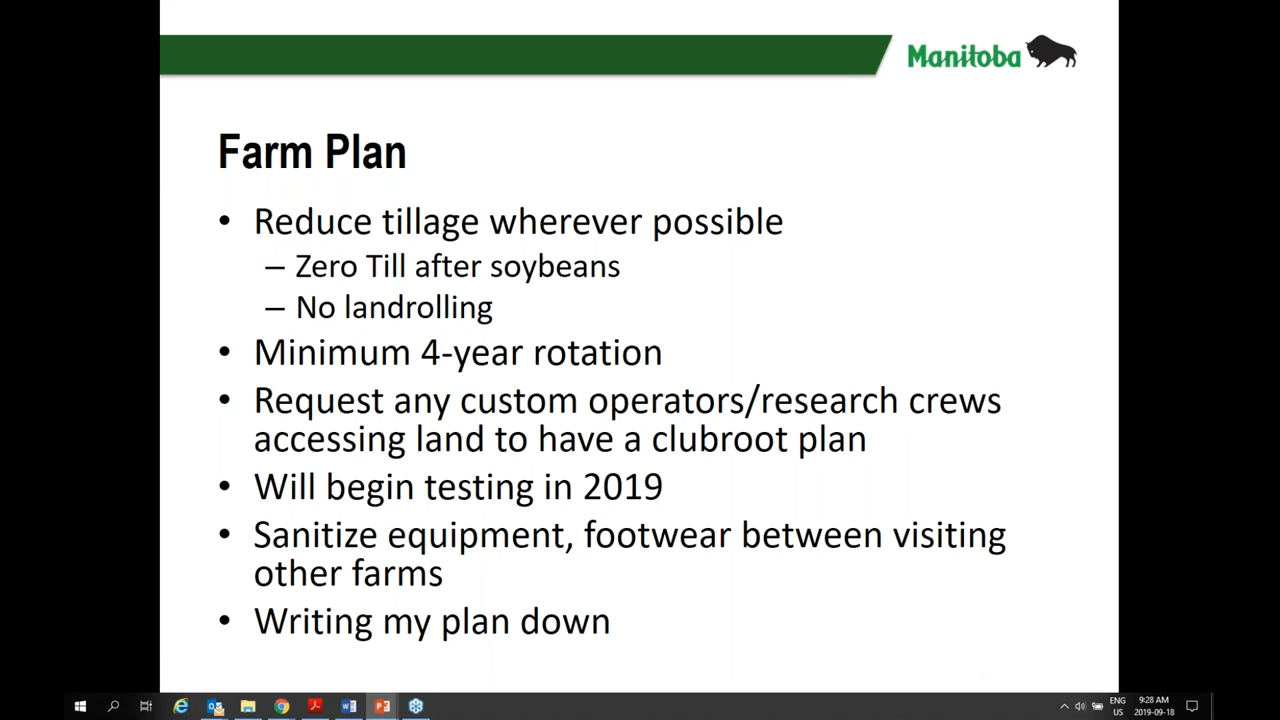 Manitoba
Farm Plan
• Reduce tillage wherever possible
– Zero Till after soybeans
– No landrolling
• Minimum 4-year rotation
• Request any custom operators/research crews
accessing land to have a clubroot plan
• Will begin testing in 2019
• Sanitize equipment, footwear between visiting
other farms
• Writing my plan down
ENG
US
9:28 AM
2019-09-18